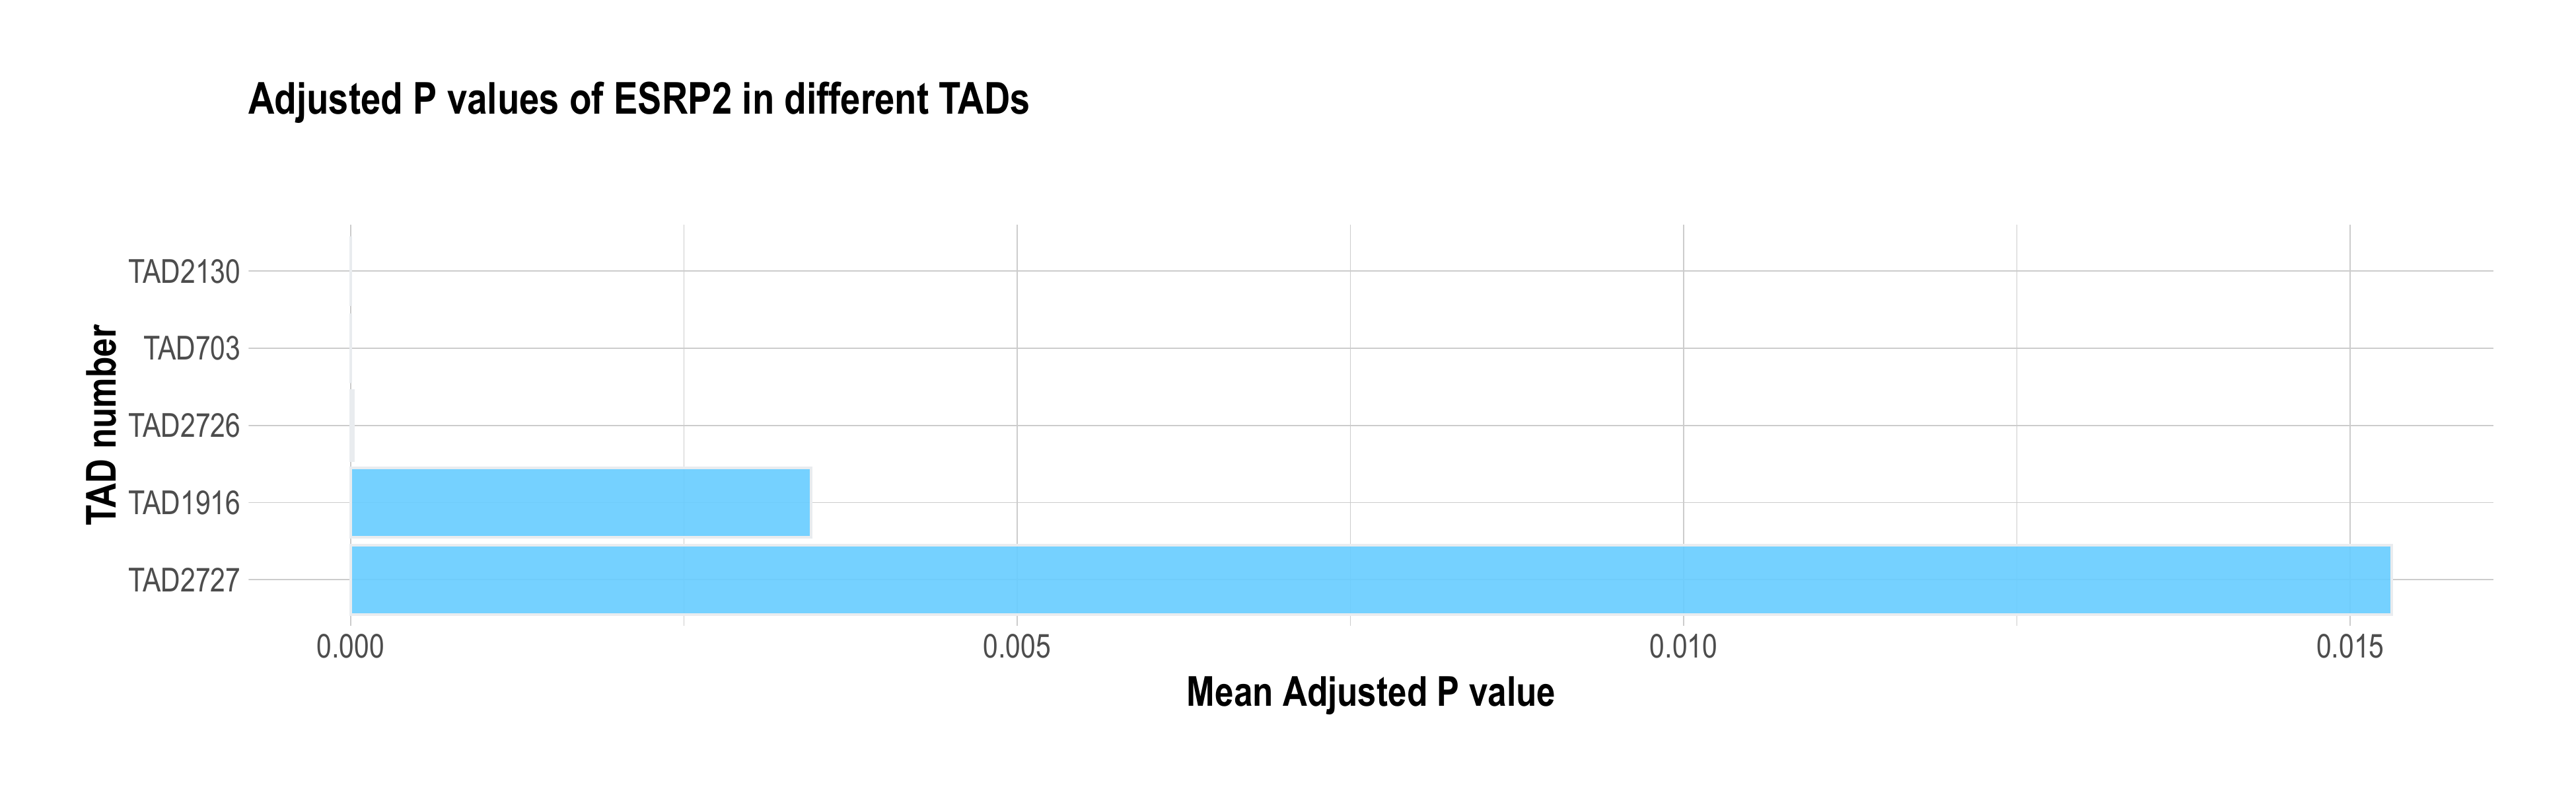 Adjusted P values of ESRP2 in different TADs
TAD number
TAD2130
TAD703
TAD2726
TAD1916
TAD2727
0.000 0.005 0.010 0.015
Mean Adjusted P value